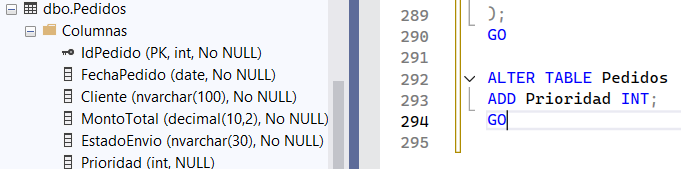 dbo.Pedidos
Columnas
IdPedido (PK, int, No NULL)
FechaPedido (date, No NULL)
Cliente (nvarchar(100), No NULL)
MontoTotal (decimal(10,2), No NULL)
EstadoEnvio (nvarchar(30), No NULL)
Prioridad (int, NULL)
289 );
290 GO
291
292 ALTER TABLE Pedidos
293 ADD Prioridad INT;
294 GO
295